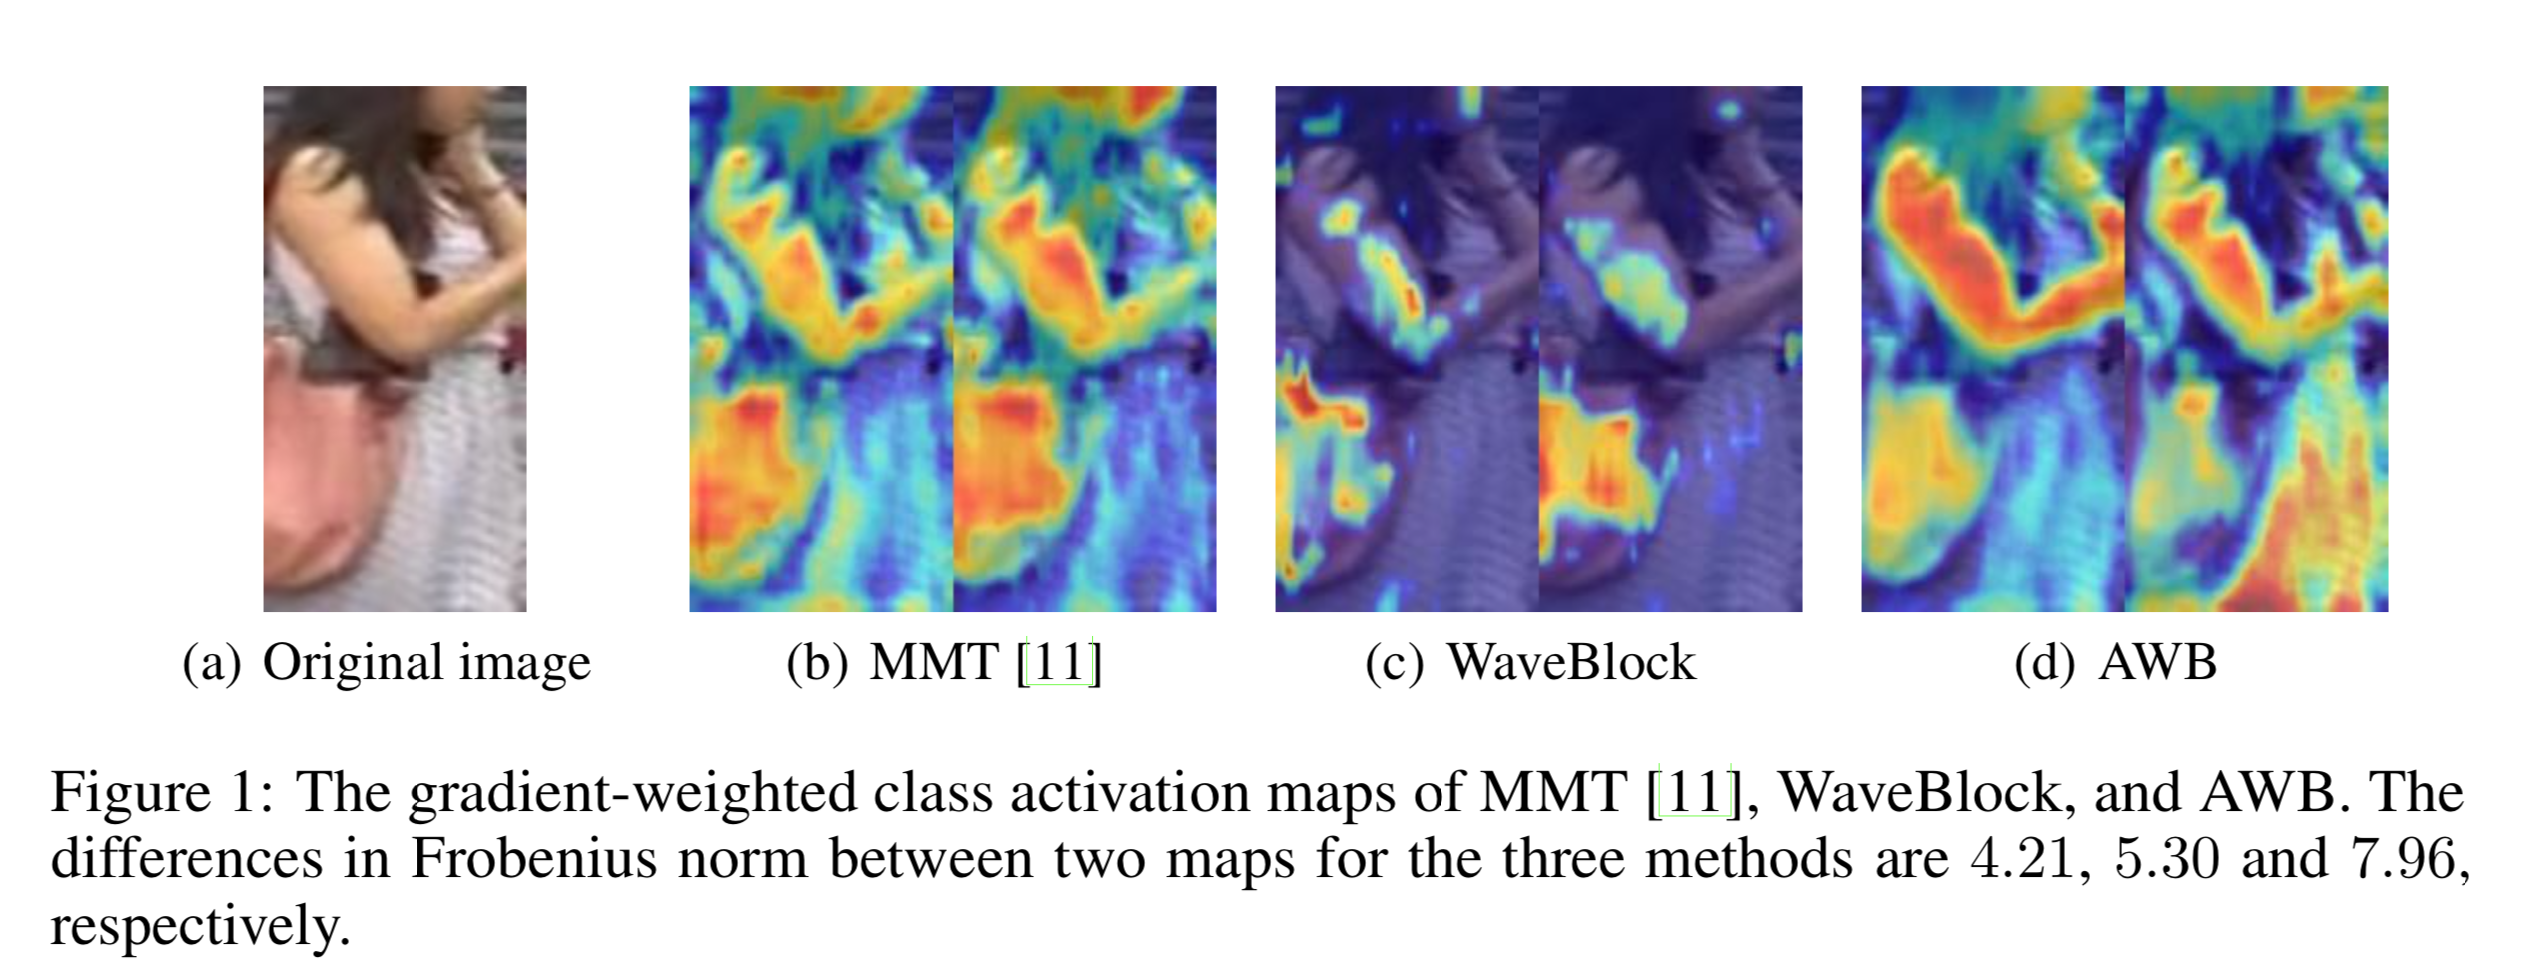 (a) Original image
(b) MMT [11]
(c) WaveBlock
(d) AWB
Figure 1: The gradient-weighted class activation maps of MMT [11], WaveBlock, and AWB. The
differences in Frobenius norm between two maps for the three methods are 4.21, 5.30 and 7.96,
respectively.